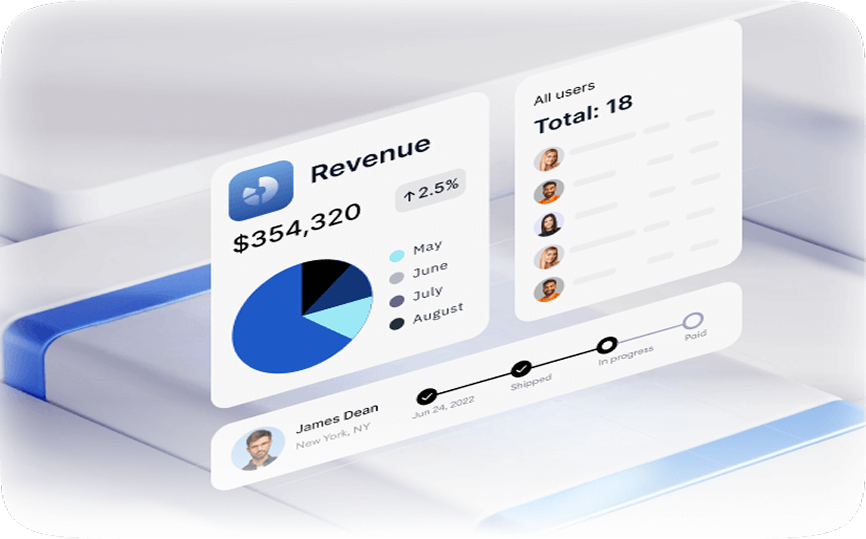 Revenue
$354,320
↑2.5%
May
June
July
August
All users
Total: 18
James Dean
New York, NY
Jun 24, 2022
Shipped
In progress
Paid